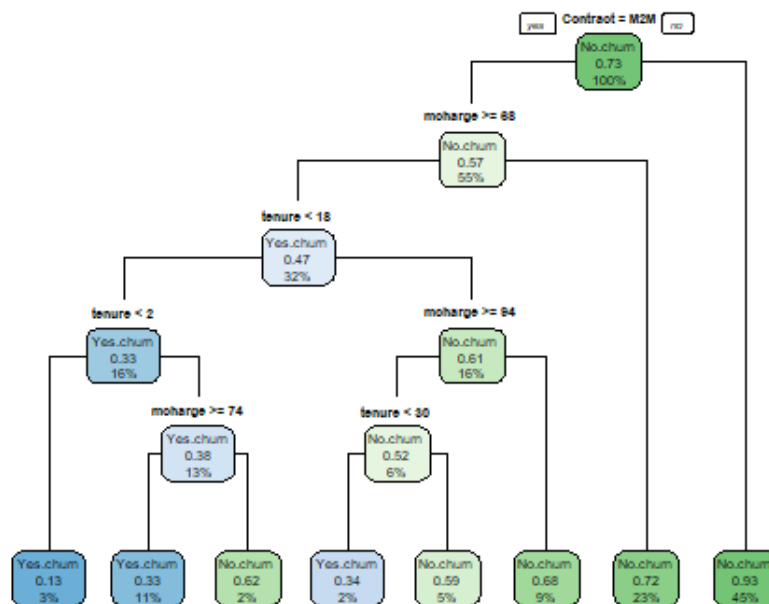 yes Contract = M2M no
No.churn
0.73
100%
moharge >= 68
No.churn
0.57
55%
tenure < 18
Yes.churn
0.47
32%
tenure < 2
moharge >= 94
Yes.churn
0.33
16%
No.churn
0.61
16%
moharge >= 74
tenure < 30
Yes.churn
0.38
13%
No.churn
0.52
6%
Yes.churn
0.13
3%
Yes.churn
0.33
11%
No.churn
0.62
2%
Yes.churn
0.34
2%
No.churn
0.59
5%
No.churn
0.68
9%
No.churn
0.72
23%
No.churn
0.93
45%